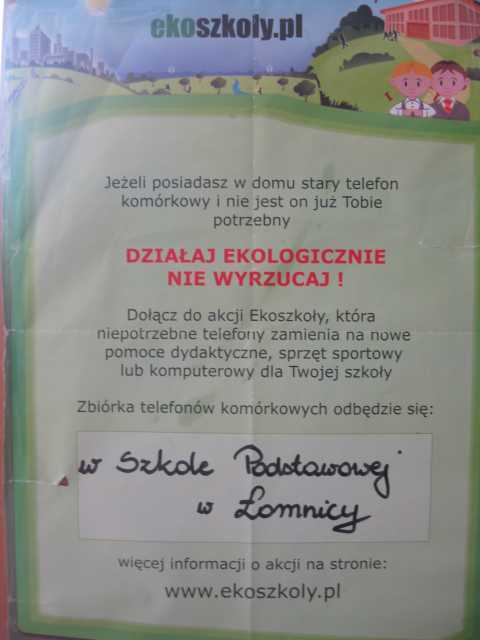 ekoszkoly.pl
Jeżeli posiadasz w domu stary telefon
komórkowy i nie jest on już Tobie
potrzebny
DZIAŁAJ EKOLOGICZNIE
NIE WYRZUCAJ !
Dołącz do akcji Ekoszkoły, która
niepotrzebne telefony zamienia na nowe
pomoce dydaktyczne, sprzęt sportowy
lub komputerowy dla Twojej szkoły
Zbiórka telefonów komórkowych odbędzie się:
w Szkole Podstawowej
w Łomnicy
więcej informacji o akcji na stronie:
www.ekoszkoly.pl